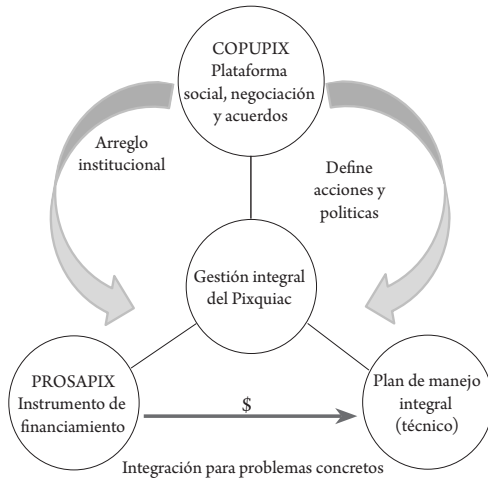 COPUPIX
Plataforma
social, negociación
y acuerdos
Arreglo
institucional
Define
acciones y
politicas
Gestión integral
del Pixquiac
PROSAPIX
Instrumento de
financiamiento
$
Plan de manejo
integral
(técnico)
Integración para problemas concretos